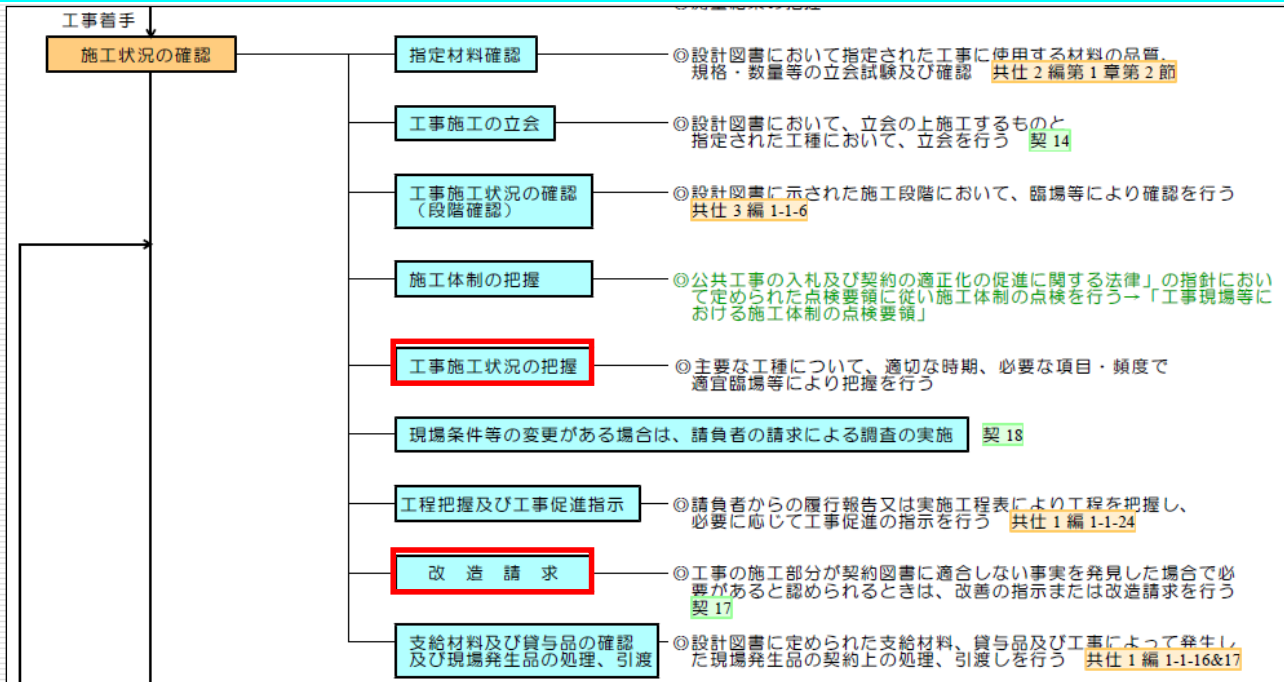 工事着手
施工状況の確認
指定材料確認
◎設計図書において指定された工事に使用する材料の品質、
規格・数量等の立会試験及び確認 共仕 2 編第 1 章第 2 節
工事施工の立会
◎設計図書において、立会の上施工するものと
指定された工種において、立会を行う 契 14
工事施工状況の確認
（段階確認）
◎設計図書に示された施工段階において、臨場等により確認を行う
共仕 3 編 1-1-6
施工体制の把握
◎公共工事の入札及び契約の適正化の促進に関する法律」の指針におい
て定められた点検要領に従い施工体制の点検を行う→「工事現場等に
おける施工体制の点検要領」
工事施工状況の把握
◎主要な工種について、適切な時期、必要な項目・頻度で
適宜臨場等により把握を行う
現場条件等の変更がある場合は、請負者の請求による調査の実施 契 18
工程把握及び工事促進指示
◎請負者からの履行報告又は実施工程表により工程を把握し、
必要に応じて工事促進の指示を行う 共仕 1 編 1-1-24
改 造 請 求
◎工事の施工部分が契約図書に適合しない事実を発見した場合で必
要があると認められるときは、改善の指示または改造請求を行う
契 17
支給材料及び貸与品の確認
及び現場発生品の処理、引渡
◎設計図書に定められた支給材料、貸与品及び工事によって発生し
た現場発生品の契約上の処理、引渡しを行う 共仕 1 編 1-1-16&17